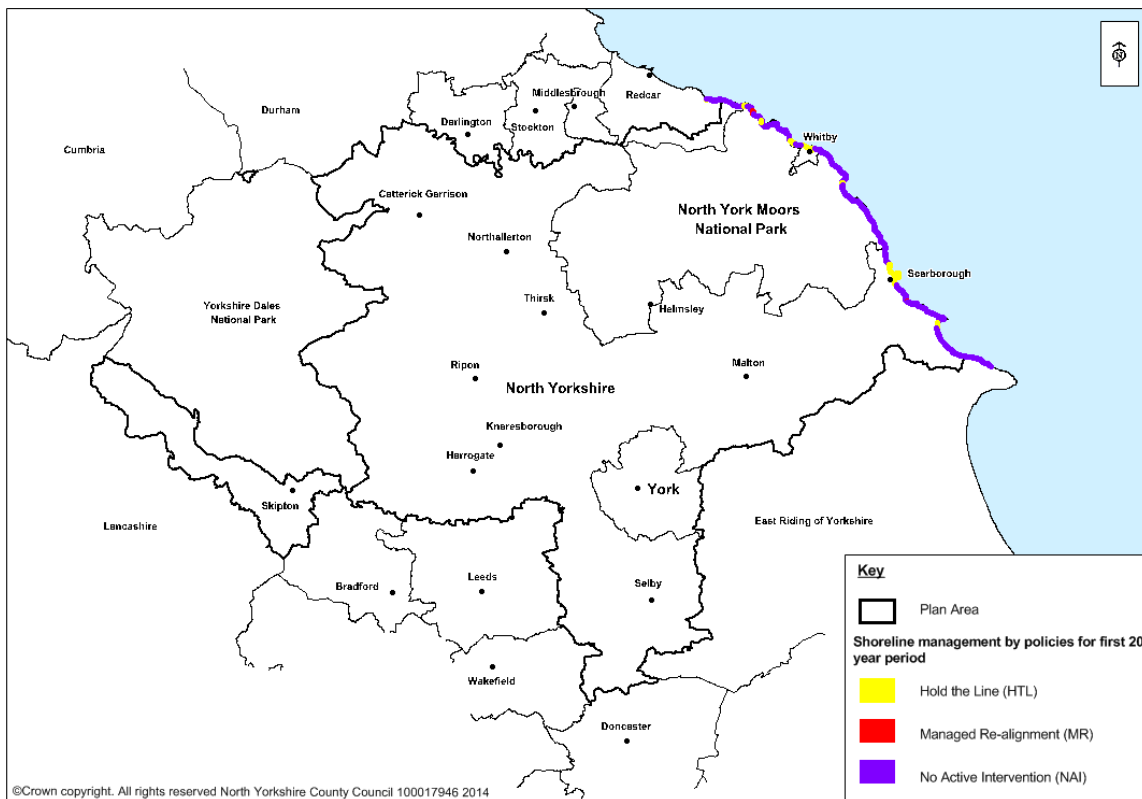 N
Durham
Cumbria
Middlesbrough
Redcar
Darlington
Stockton
Whitby
Catterick Garrison
North York Moors
National Park
Northallerton
Scarborough
Yorkshire Dales
National Park
Thirsk
Helmsley
Ripon
Malton
North Yorkshire
Knaresborough
Harrogate
York
Skipton
Lancashire
East Riding of Yorkshire
Bradford
Leeds
Selby
Wakefield
Doncaster
Key
Plan Area
Shoreline management by policies for first 20
year period
Hold the Line (HTL)
Managed Re-alignment (MR)
No Active Intervention (NAI)
©Crown copyright. All rights reserved North Yorkshire County Council 100017946 2014